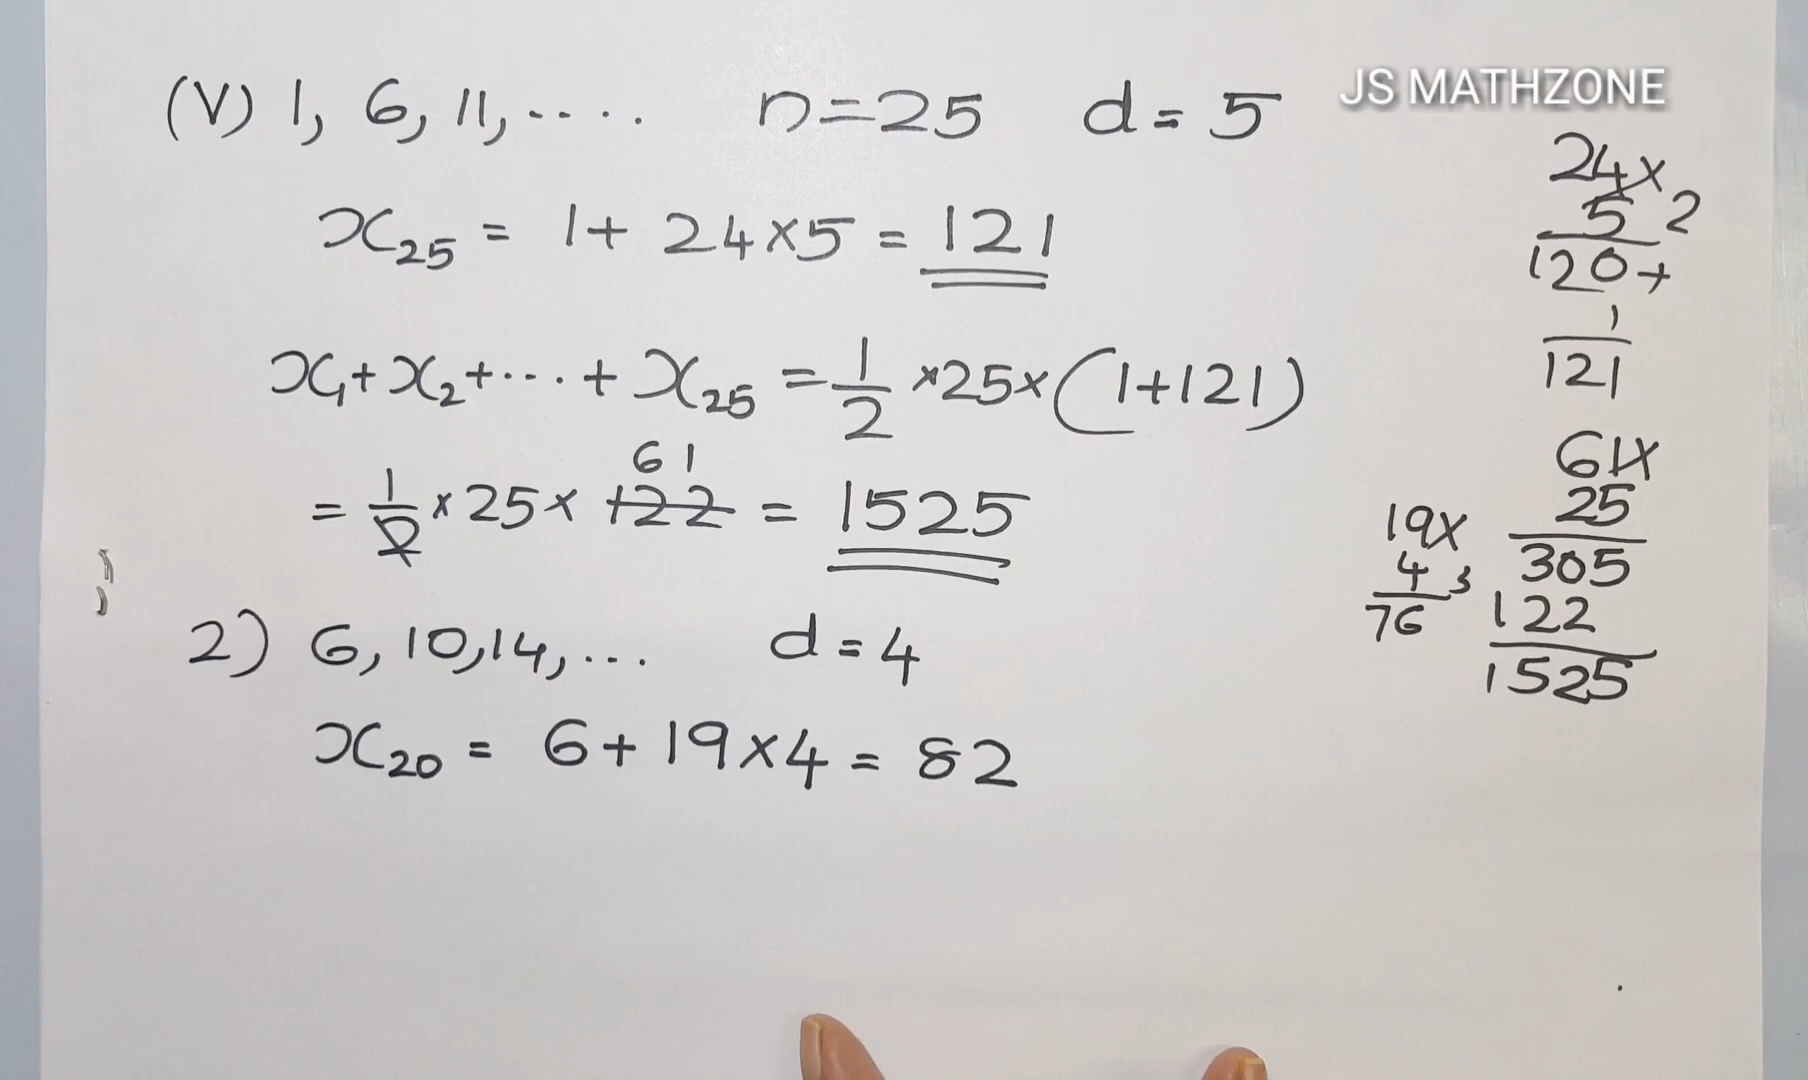 JS MATHZONE
(V) 1, 6, 11, ---- n=25 d=5
x25 = 1+ 24×5 = 121
x1+x2+...+x25 = 1/2 ×25×(1+121)
61
= 1/2 × 25 × 122 = 1525
2) 6, 10,14,... d=4
x20 = 6+19×4 = 82
24×
5 2
120+
1
121
61×
25
305
122
1525
19×
4 3
76